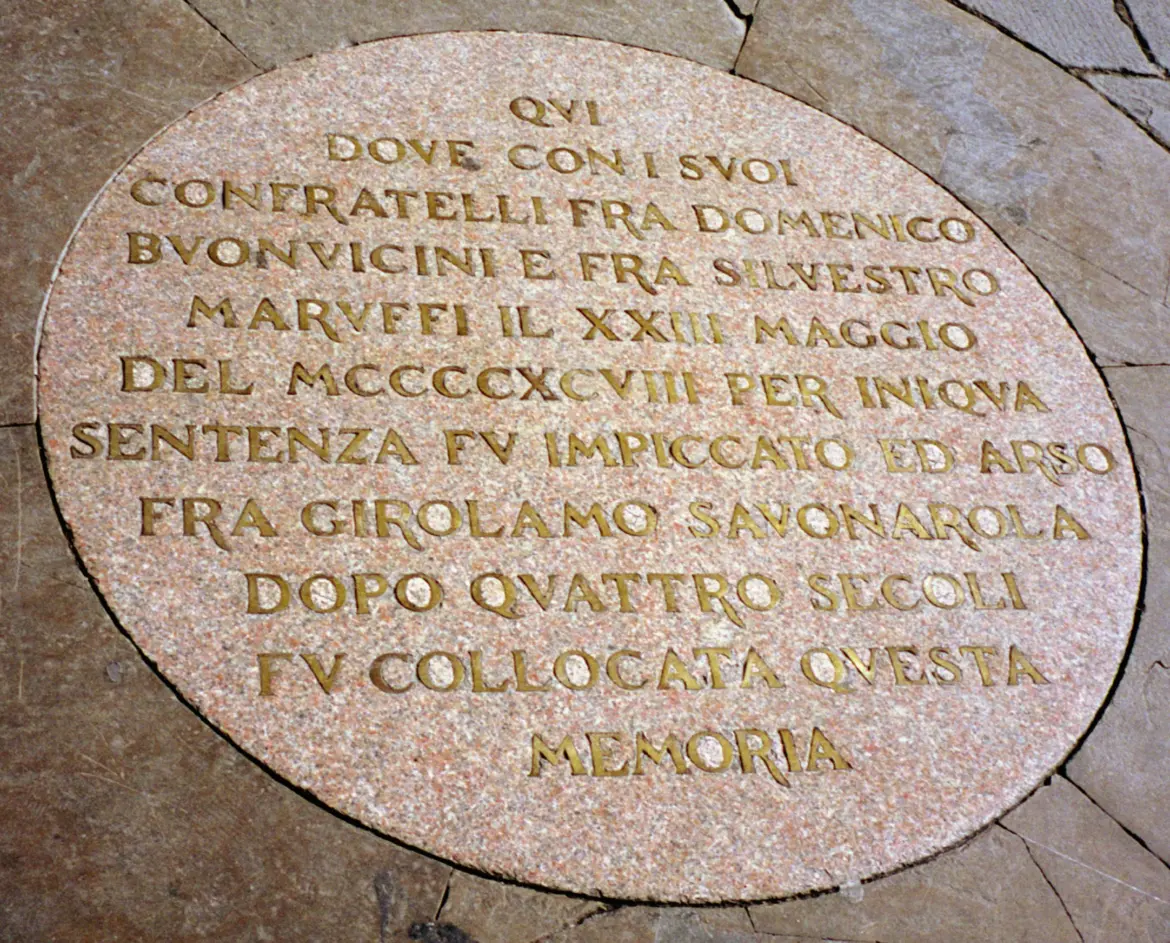 QVI
DOVE CON I SVOI
CONFRATELLI FRA DOMENICO
BVONVICINI E FRA SILVESTRO
MARVFFI IL XXIII MAGGIO
DEL MCCCCXCVIII PER INIQVA
SENTENZA FV IMPICCATO ED ARSO
FRA GIROLAMO SAVONAROLA
DOPO QVATTRO SECOLI
FV COLLOCATA QVESTA
MEMORIA